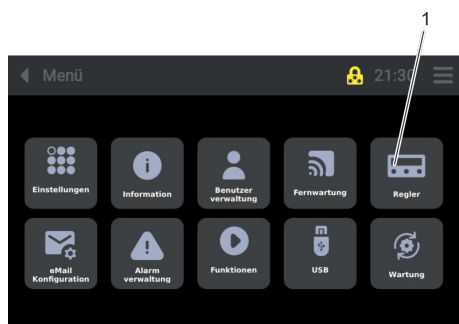 1
Menü 21:30
Einstellungen
Information
Benutzer
verwaltung
Fernwartung
Regler
eMail
Konfiguration
Alarm
verwaltung
Funktionen
USB
Wartung